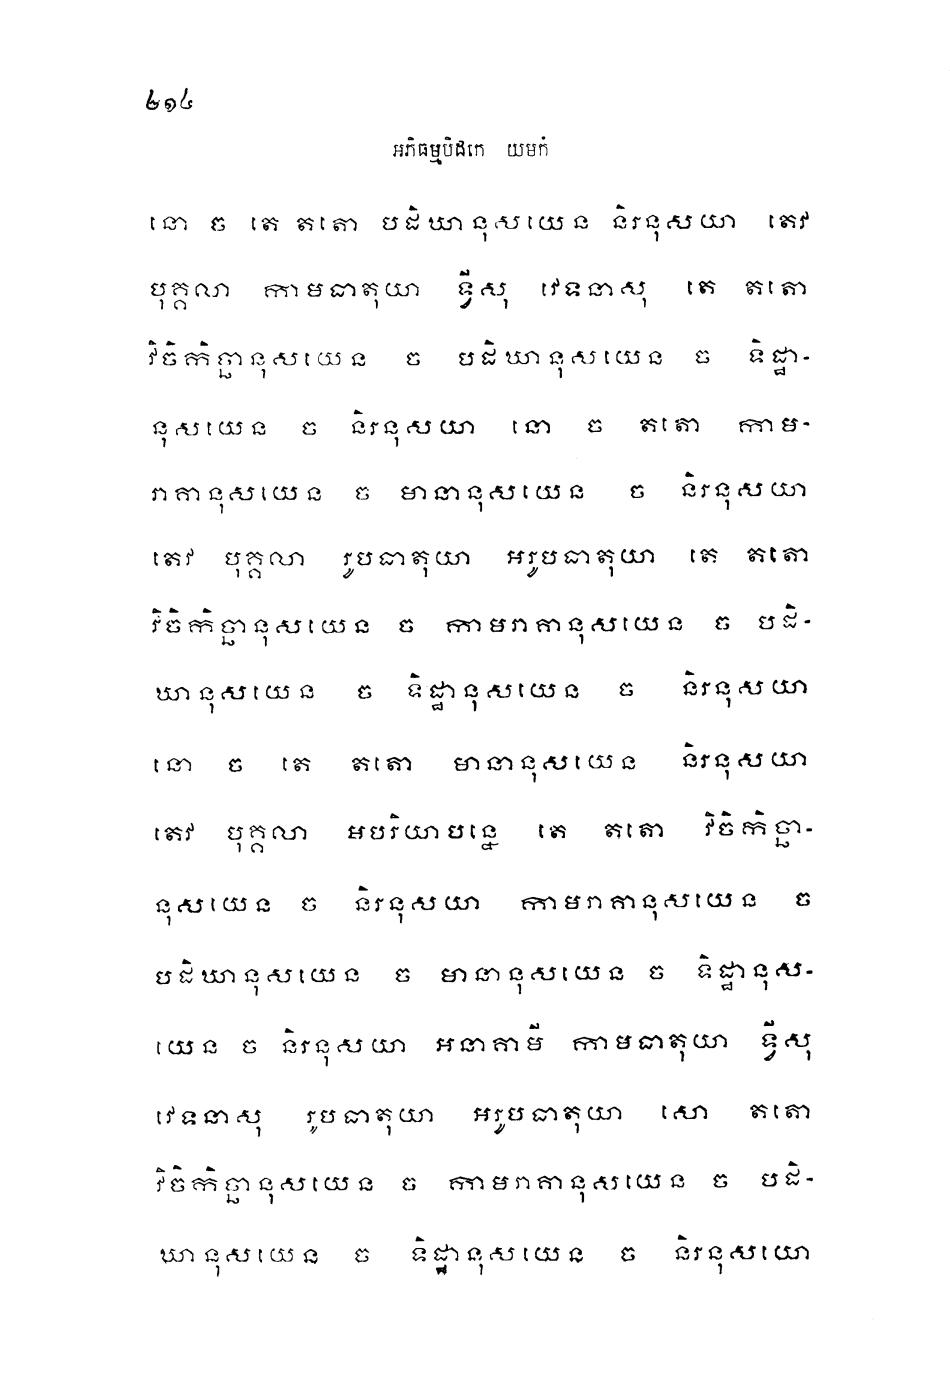 ២១៤
អភិធម្មបិដកេ យមកំ
នោ ច តេ តតោ បដិឃានុសយេន និរនុសយា តេវ
បុគ្គលា កាមធាតុយា ទ្វីសុ វេទនាសុ តេ តតោ
វិចិកិច្ឆានុសយេន ច បដិឃានុសយេន ច ទិដ្ឋា-
នុសយេន ច និរនុសយា នោ ច តតោ កាម-
រាគានុសយេន ច មានានុសយេន ច និរនុសយា
តេវ បុគ្គលា រូបធាតុយា អរូបធាតុយា តេ តតោ
វិចិកិច្ឆានុសយេន ច កាមរាគានុសយេន ច បដិ-
ឃានុសយេន ច ទិដ្ឋានុសយេន ច និរនុសយា
នោ ច តេ តតោ មានានុសយេន និរនុសយា
តេវ បុគ្គលា អបរិយាបន្នេ តេ តតោ វិចិកិច្ឆា-
នុសយេន ច និរនុសយា កាមរាគានុសយេន ច
បដិឃានុសយេន ច មានានុសយេន ច ទិដ្ឋានុស-
យេន ច និរនុសយា អនាគាមី កាមធាតុយា ទ្វីសុ
វេទនាសុ រូបធាតុយា អរូបធាតុយា សោ តតោ
វិចិកិច្ឆានុសយេន ច កាមរាគានុសយេន ច បដិ-
ឃានុសយេន ច ទិដ្ឋានុសយេន ច និរនុសយោ